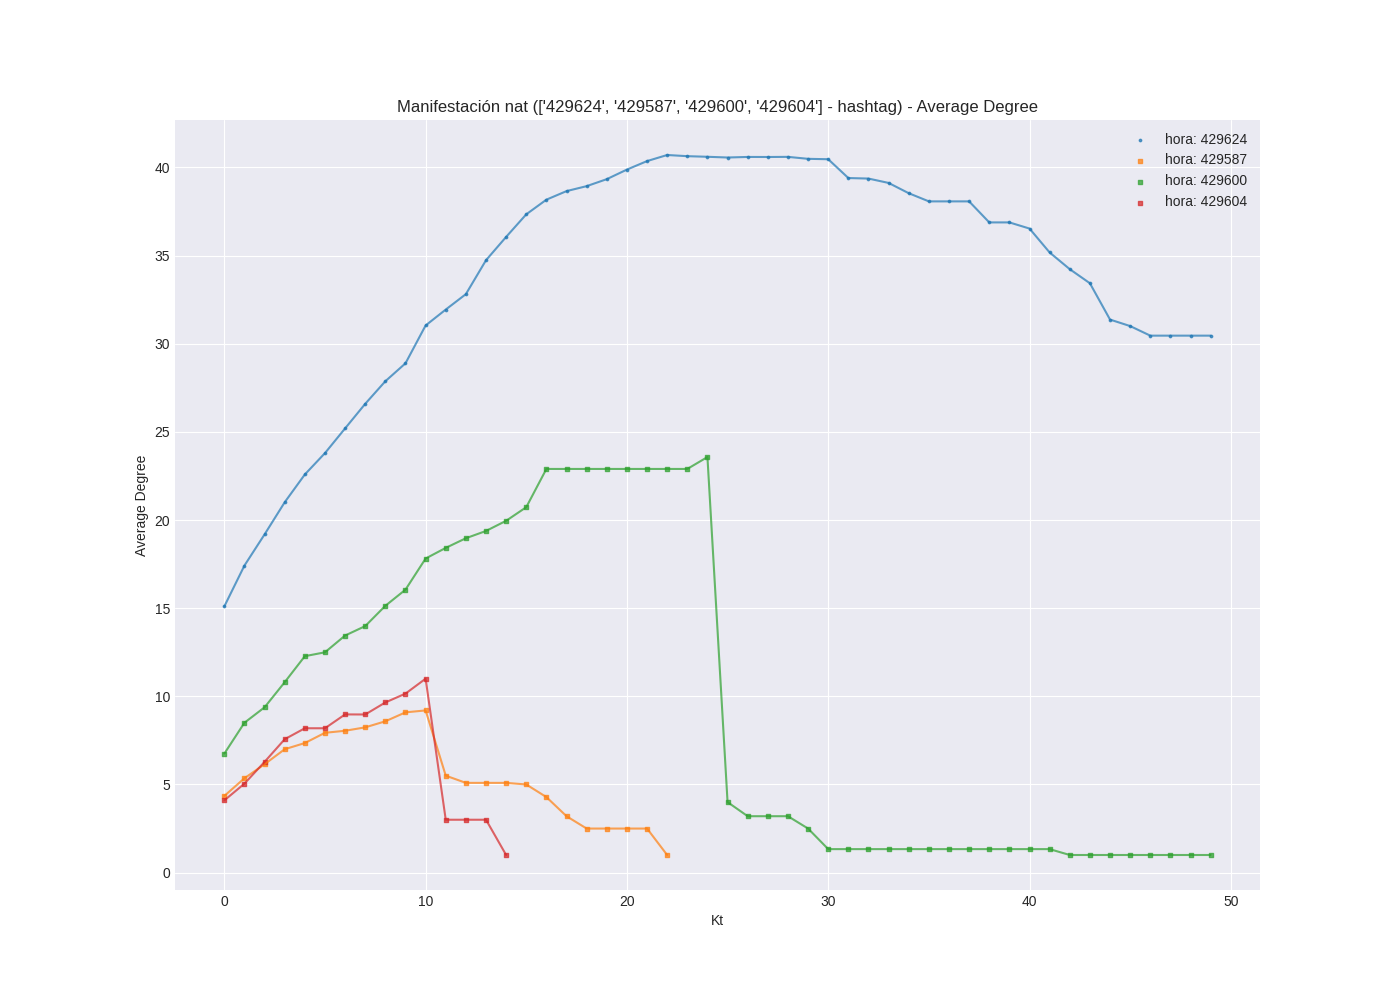 Manifestación nat (['429624', '429587', '429600', '429604'] - hashtag) - Average Degree
hora: 429624
hora: 429587
hora: 429600
hora: 429604
Average Degree
40
35
30
25
20
15
10
5
0
0 10 20 30 40 50
Kt